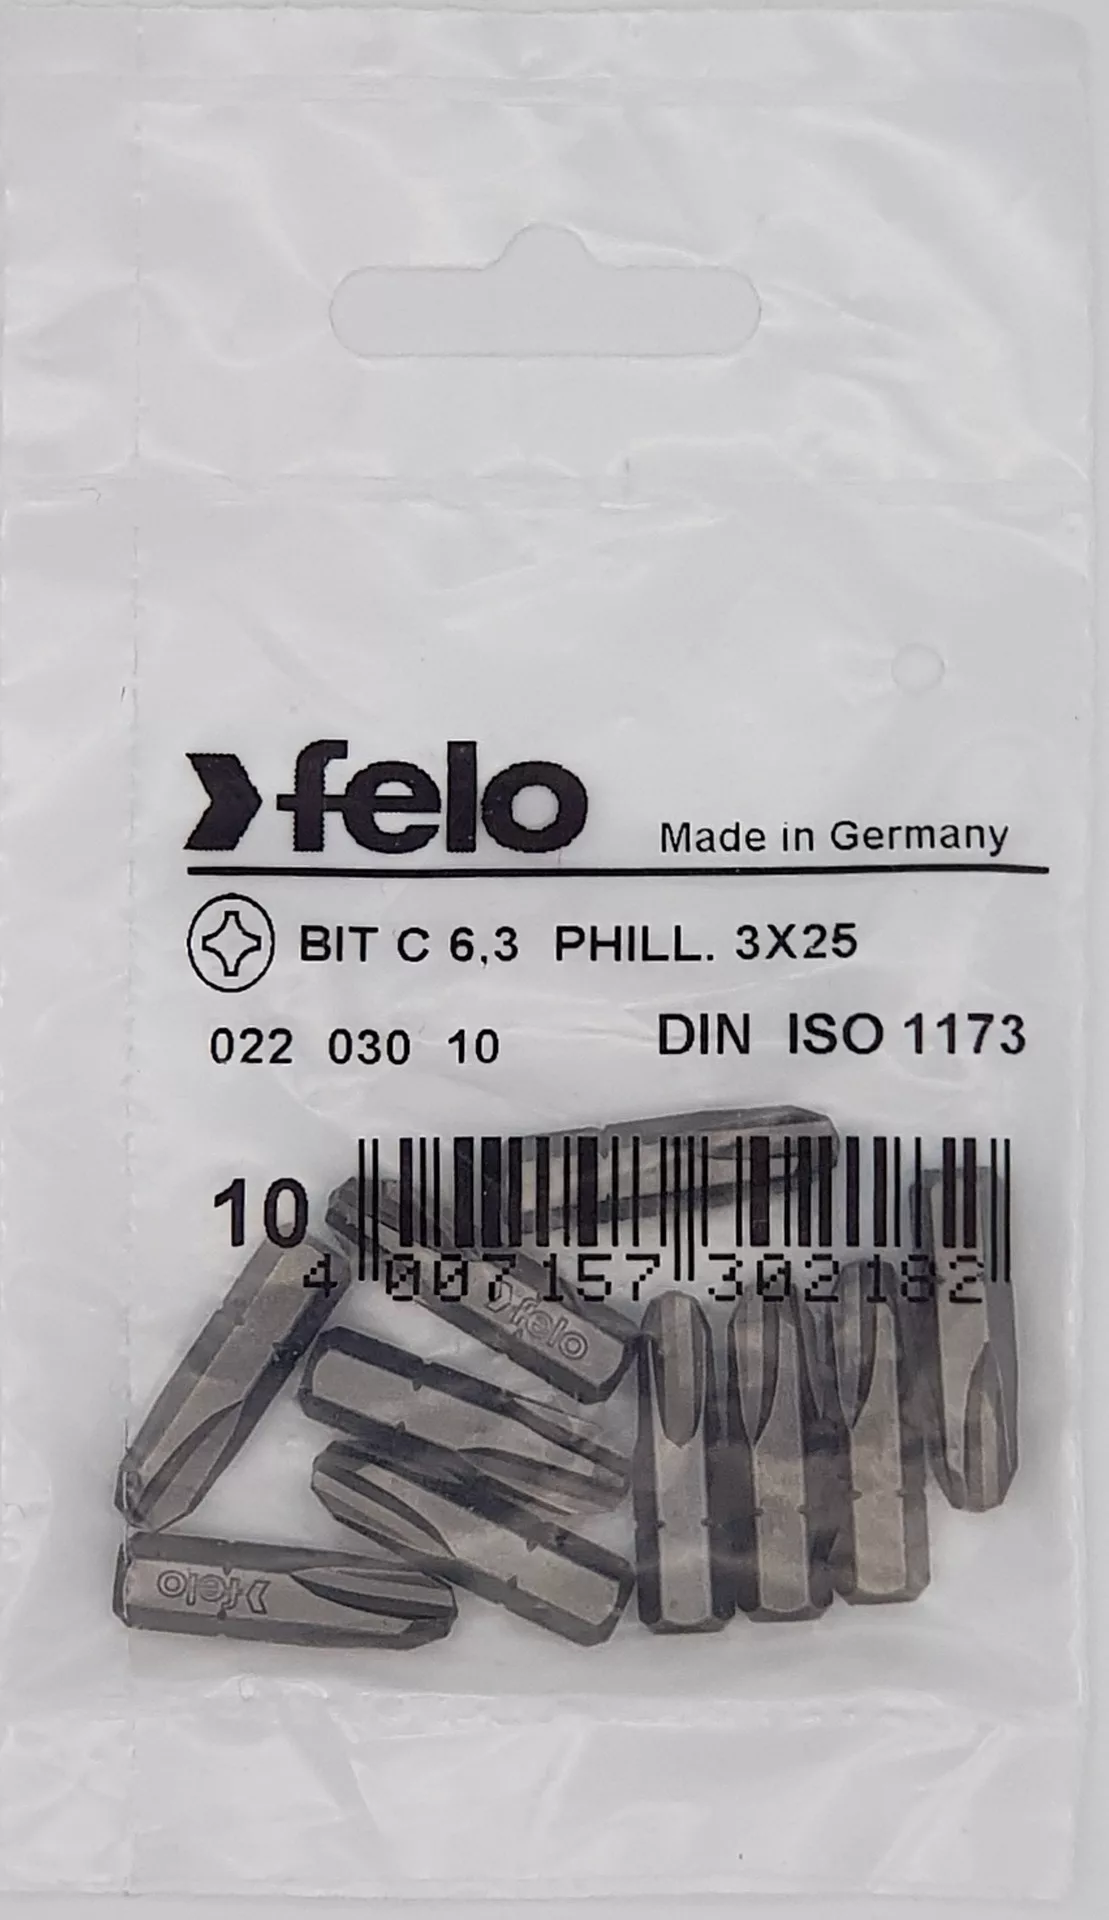 felo
Made in Germany
BIT C 6,3 PHILL. 3X25
022 030 10
DIN ISO 1173
10
4 007157 302182
felo
felo